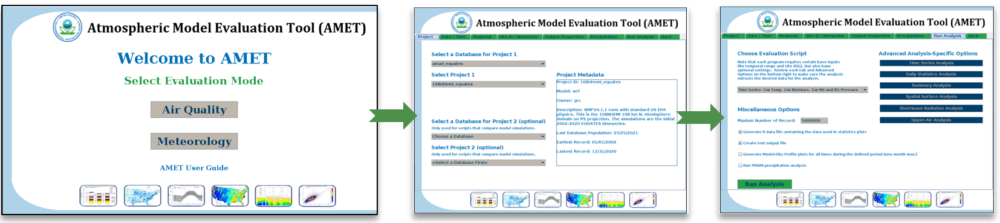 Atmospheric Model Evaluation Tool (AMET)
Welcome to AMET
Select Evaluation Mode
Air Quality
Meteorology
AMET User Guide
Atmospheric Model Evaluation Tool (AMET)
Project Date / Time Regional Site ID / Networks Output Properties Precipitation Run Analysis Back
Select a Database for Project 1
amad_equates
Select Project 1
108nhemi_equates
Select a Database for Project 2 (optional)
Only used for scripts that compare model simulations.
Choose a Database
Select Project 2 (optional)
Only used for scripts that compare model simulations.
<Select a Database First>
Project Metadata
Project ID: 108nhemi_equates
Model: wrf
Owner: grc
Description: WRFV4.1.1 runs with standard US EPA
physics. This is the 108NHEMI 108 km N. Hemisphere
domain on PS projection. The simulations are the initial
2002-2020 EQUATES timeseries.
Last Database Population: 07/25/2021
Earliest Record: 01/01/2002
Lastest Record: 12/31/2020
Atmospheric Model Evaluation Tool (AMET)
Project Date / Time Regional Site ID / Networks Output Properties Precipitation Run Analysis Back
Choose Evaluation Script
Note that each program requires certain base inputs
like temporal range and site ID(s), but also have
optional settings. Review each tab and Advanced
Options on the bottom right to make sure the analysis
extracts the desired data for the analysis.
Time Series: 2-m Temp, 2-m Moisture, 2-m RH and Sfc Pressure
Miscellaneous Options
Maxium Number of Record: 5000000
Generate R data file containing the data used in statistics plots
Create text output file
Generate Model-Obs Profile plots for all times during the defined period (one month max.)
Run PRISM precipitation analysis
Run Analysis
Advanced Analysis-Specific Options
Time Series Analysis
Daily Statistics Analysis
Summary Analysis
Spatial Surface Analysis
Shortwave Radiation Analysis
Upper-Air Analysis